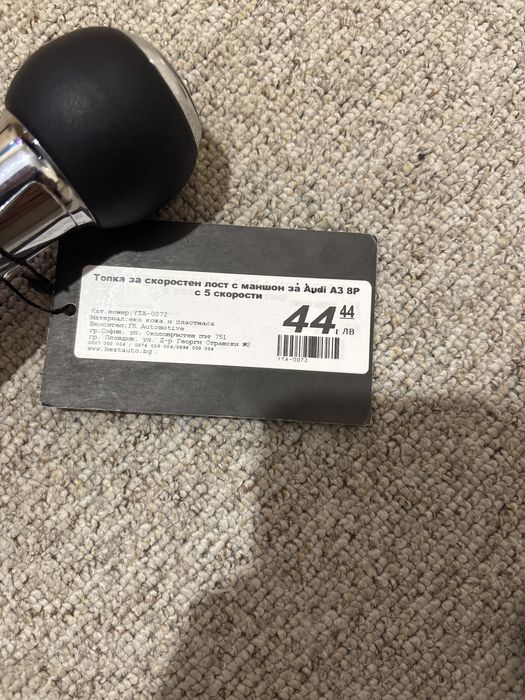 Топка за скоростен лост с маншон за Audi A3 8P
с 5 скорости
Кат.номер:YTA-0072
Материал:еко кожа и пластмаса
Вносител:FK Automotive
гр.София, ул. Околовръстен път 751
гр. Пловдив, ул. Д-р Георги Странски №2
www.bestauto.bg
44 44
ЛВ
YTA-0072